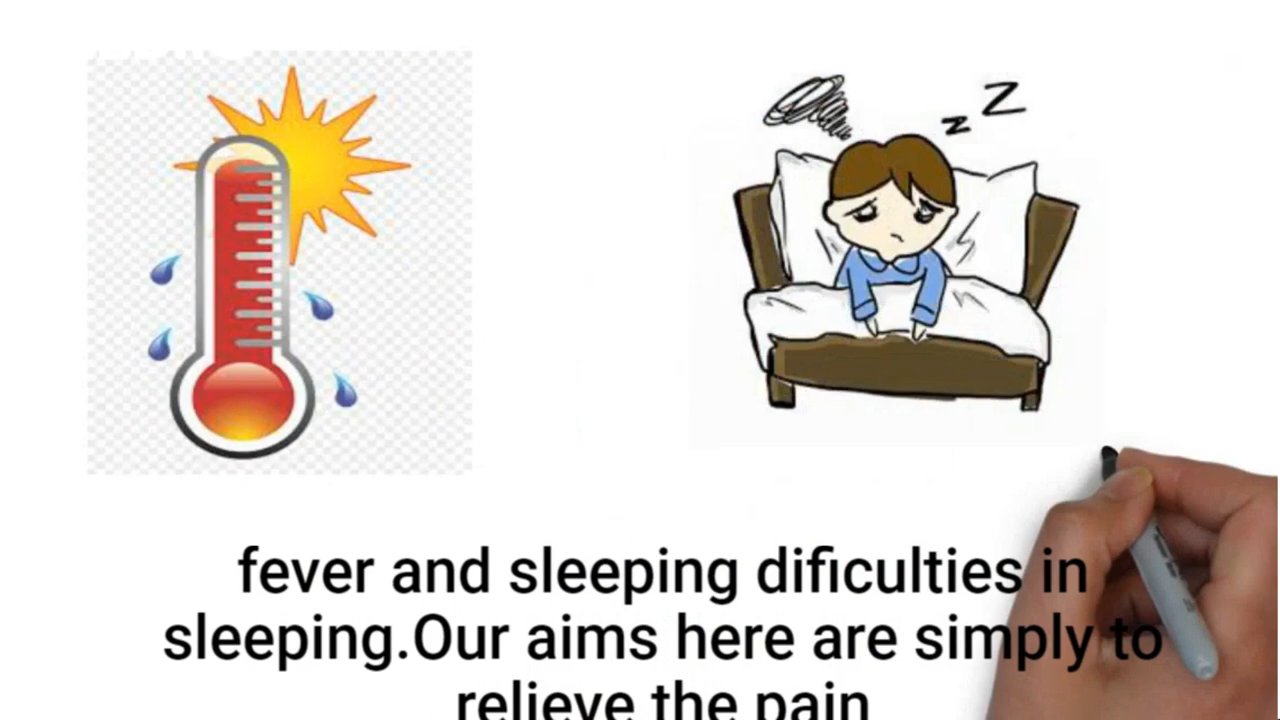 z z
fever and sleeping dificulties in
sleeping.Our aims here are simply to
relieve the pain